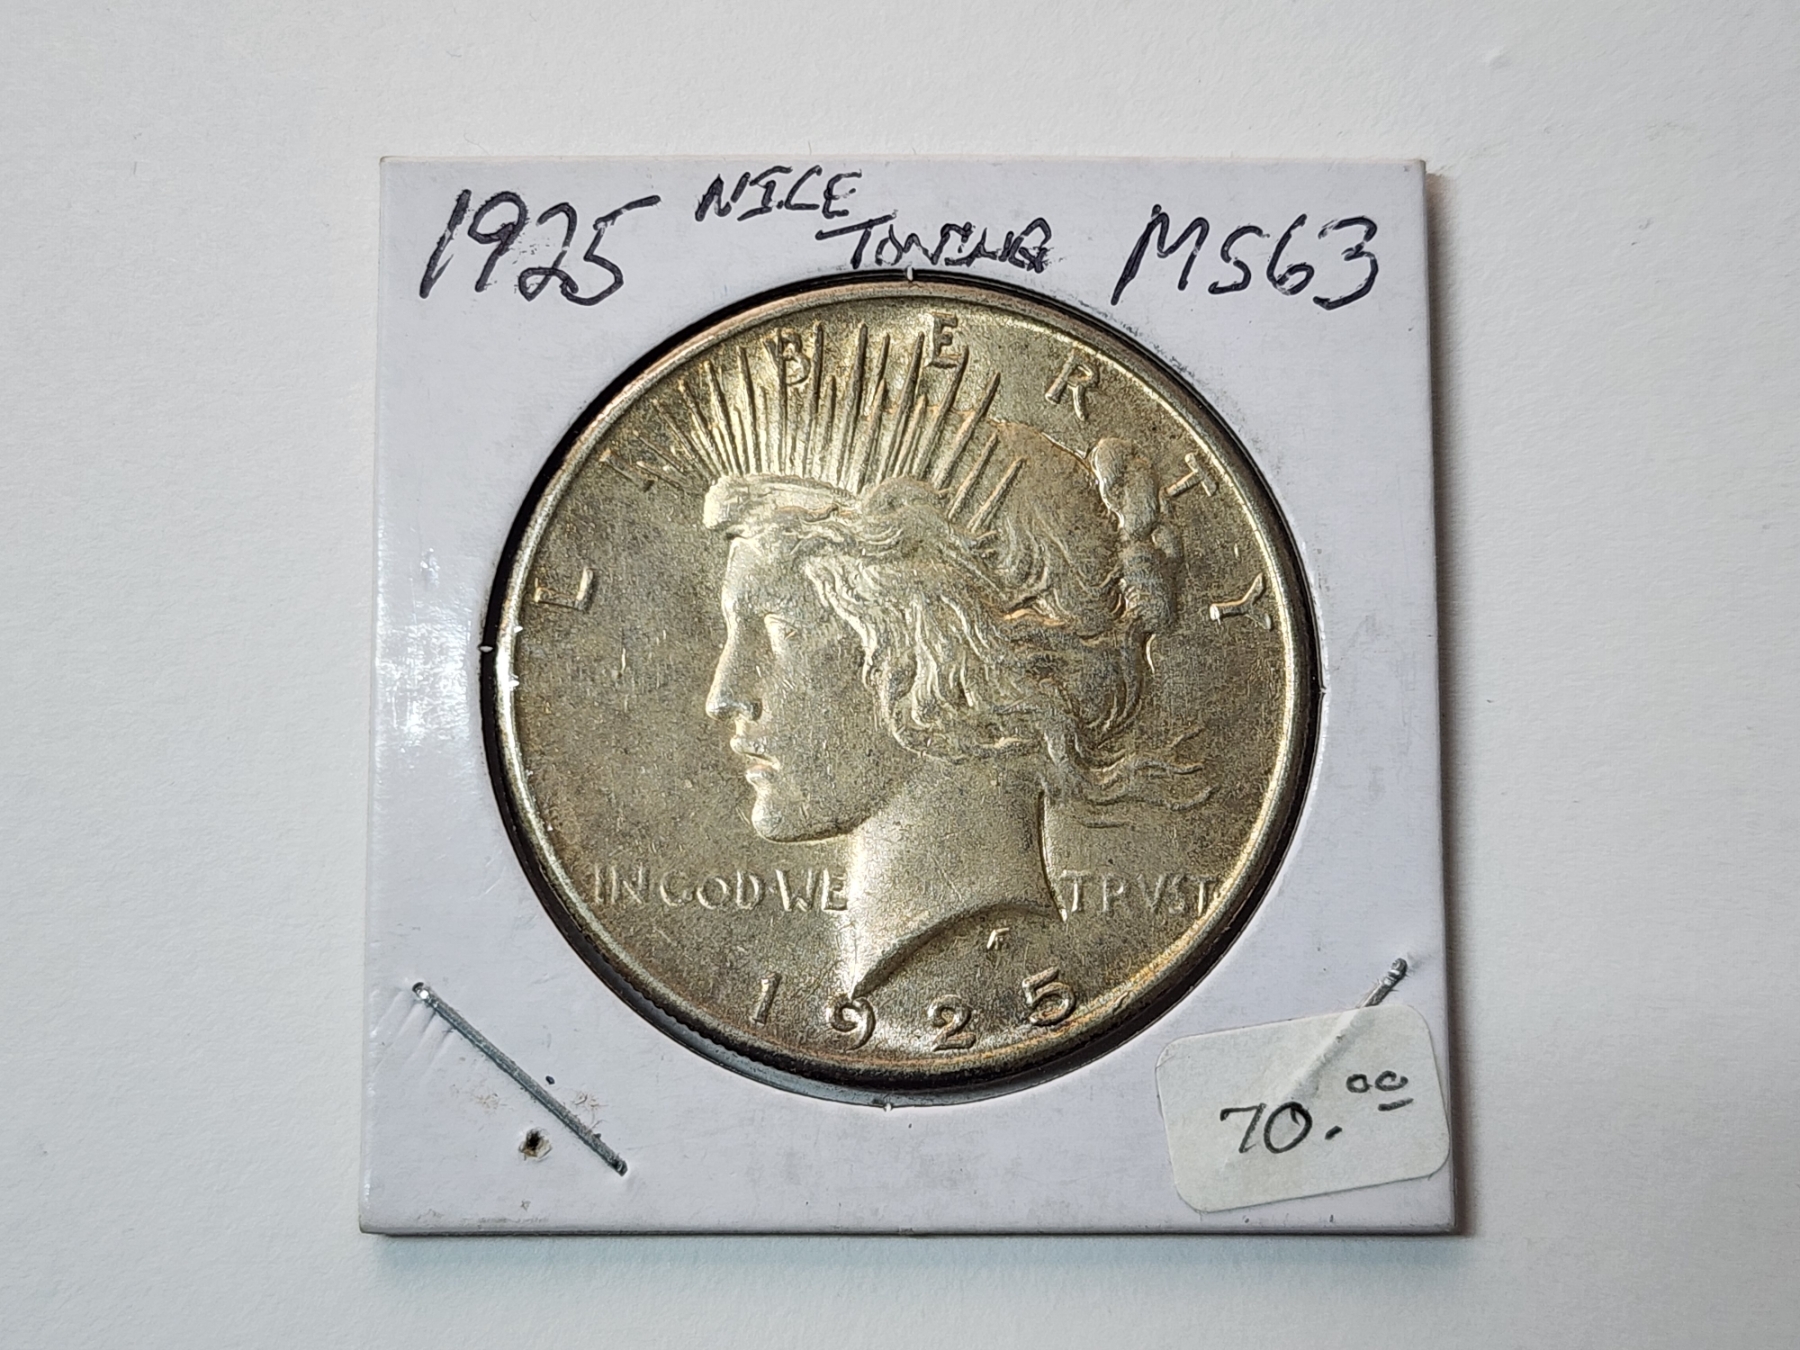 1925 NICE TONING MS63
LIBERTY
IN GOD WE TRVST
1925
70.00